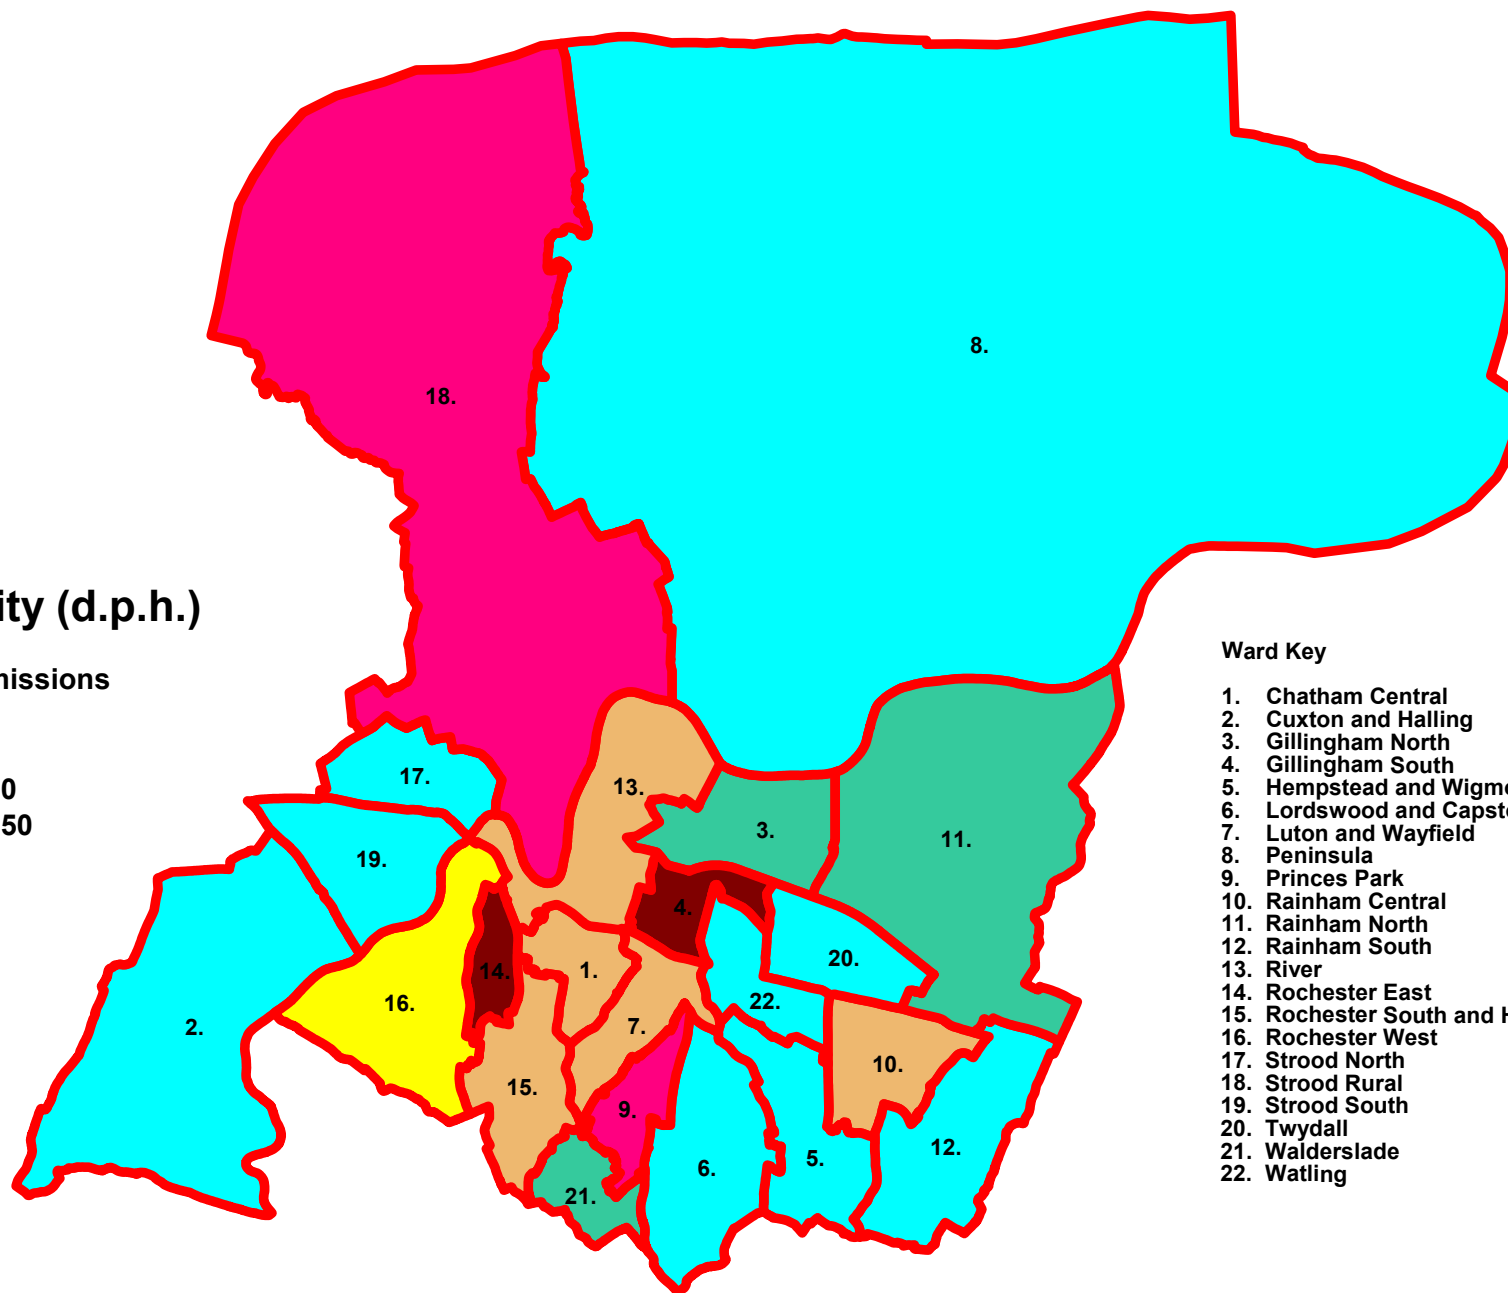 8.
18.
ity (d.p.h.)
nissions
0
50
Ward Key
1. Chatham Central
2. Cuxton and Halling
3. Gillingham North
4. Gillingham South
5. Hempstead and Wigm
6. Lordswood and Capst
7. Luton and Wayfield
8. Peninsula
9. Princes Park
10. Rainham Central
11. Rainham North
12. Rainham South
13. River
14. Rochester East
15. Rochester South and H
16. Rochester West
17. Strood North
18. Strood Rural
19. Strood South
20. Twydall
21. Walderslade
22. Watling
17.
13.
3.
11.
19.
4.
20.
14.
1.
16.
22.
2.
7.
10.
15.
9.
12.
5.
6.
21.